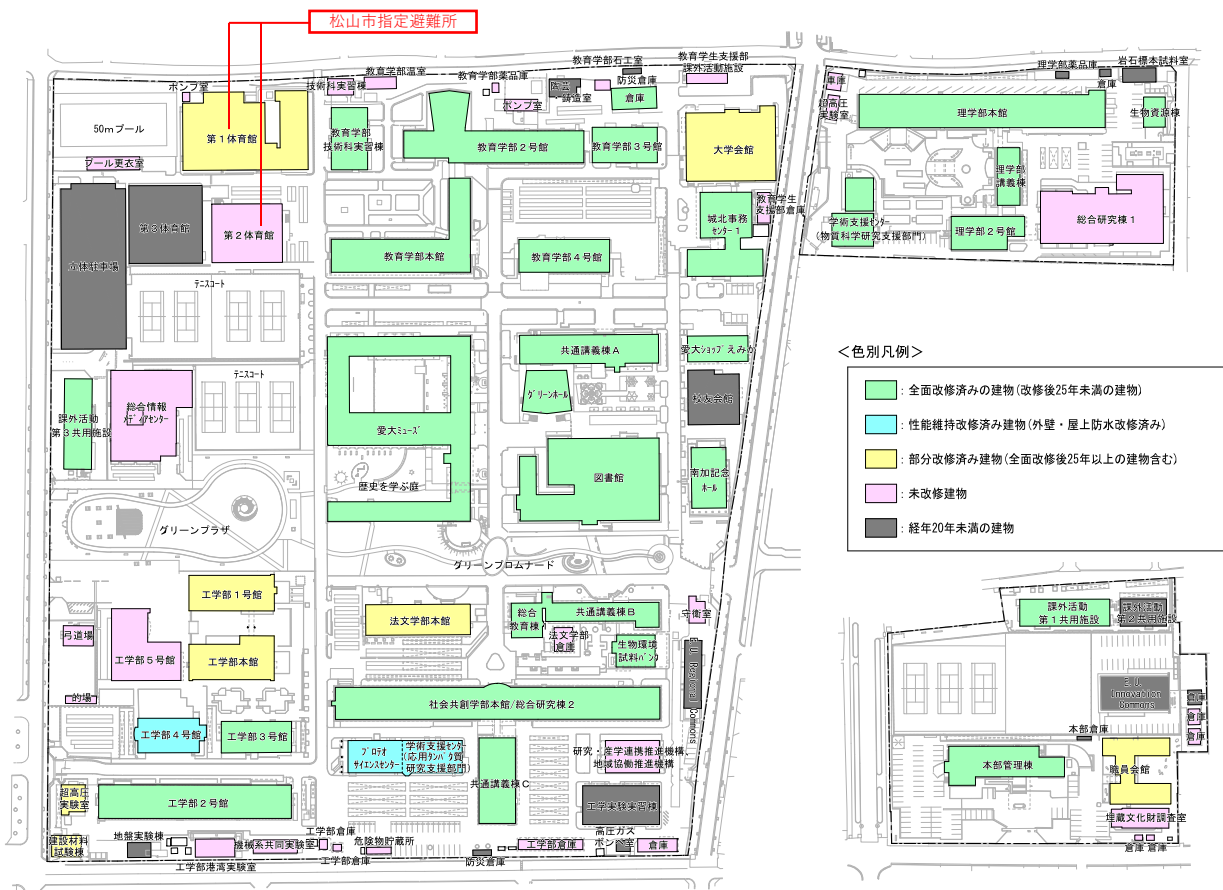 松山市指定避難所
ポンプ室
50mプール
第1体育館
プール更衣室
第3体育館
第2体育館
立体駐車場
テニスコート
テニスコート
課外活動
第3共用施設
総合情報
メディアセンター
グリーンプラザ
技術科実習棟
教育学部温室
教育学部
技術科実習棟
教育学部薬品庫
ポンプ室
教育学部石工室
鋳造室
防災倉庫
倉庫
教育学生支援部
課外活動施設
教育学部2号館
教育学部3号館
大学会館
教育学部本館
教育学部4号館
城北事務
センター1
教育学生
支援部倉庫
共通講義棟A
愛大ショップえみか
グリーンホール
校友会館
愛大ミューズ
歴史を学ぶ庭
図書館
南加記念
ホール
グリーンプロムナード
工学部1号館
弓道場
工学部5号館
工学部本館
的場
工学部4号館
工学部3号館
法文学部本館
総合
教育棟
共通講義棟B
法文学部
倉庫
生物環境
試料バンク
守衛室
E.U. Regional Commons
社会共創学部本館/総合研究棟2
プロテオ
サイエンスセンター
学術支援センター
(応用タンパク質
研究支援部門)
共通講義棟C
研究・産学連携推進機構、
地域協働推進機構
工学実験実習棟
超高圧
実験室
工学部2号館
建設材料
試験棟
地盤実験棟
工学部港湾実験室
機械系共同実験室
工学部倉庫
工学部倉庫
危険物貯蔵所
防災倉庫
工学部倉庫
高圧ガス
ボンベ室
倉庫
車庫
超高圧
実験室
理学部本館
理学部薬品庫
倉庫
岩石標本試料室
生物資源棟
理学部
講義棟
学術支援センター
(物質科学研究支援部門)
理学部2号館
総合研究棟1
＜色別凡例＞
：全面改修済みの建物(改修後25年未満の建物)
：性能維持改修済み建物(外壁・屋上防水改修済み)
：部分改修済み建物(全面改修後25年以上の建物含む)
：未改修建物
：経年20年未満の建物
課外活動
第1共用施設
課外活動
第2共用施設
E.U.
Innovation
Commons
倉庫
倉庫
倉庫
本部倉庫
本部管理棟
職員会館
埋蔵文化財調査室
倉庫 倉庫